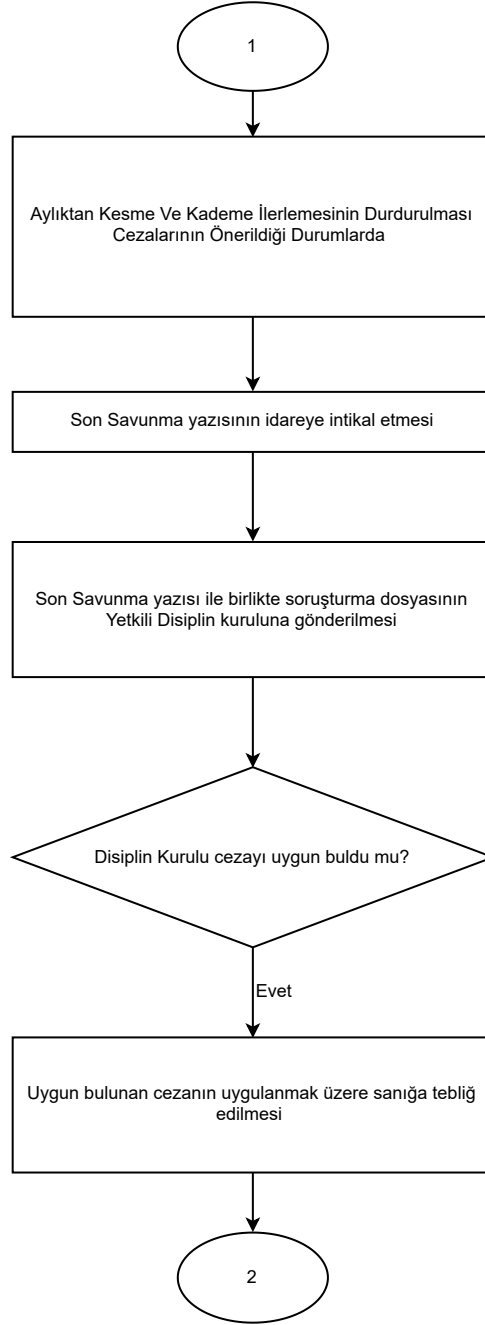 1
Aylıktan Kesme Ve Kademe İlerlemesinin Durdurulması
Cezalarının Önerildiği Durumlarda
Son Savunma yazısının idareye intikal etmesi
Son Savunma yazısı ile birlikte soruşturma dosyasının
Yetkili Disiplin kuruluna gönderilmesi
Disiplin Kurulu cezayı uygun buldu mu?
Evet
Uygun bulunan cezanın uygulanmak üzere sanığa tebliğ
edilmesi
2